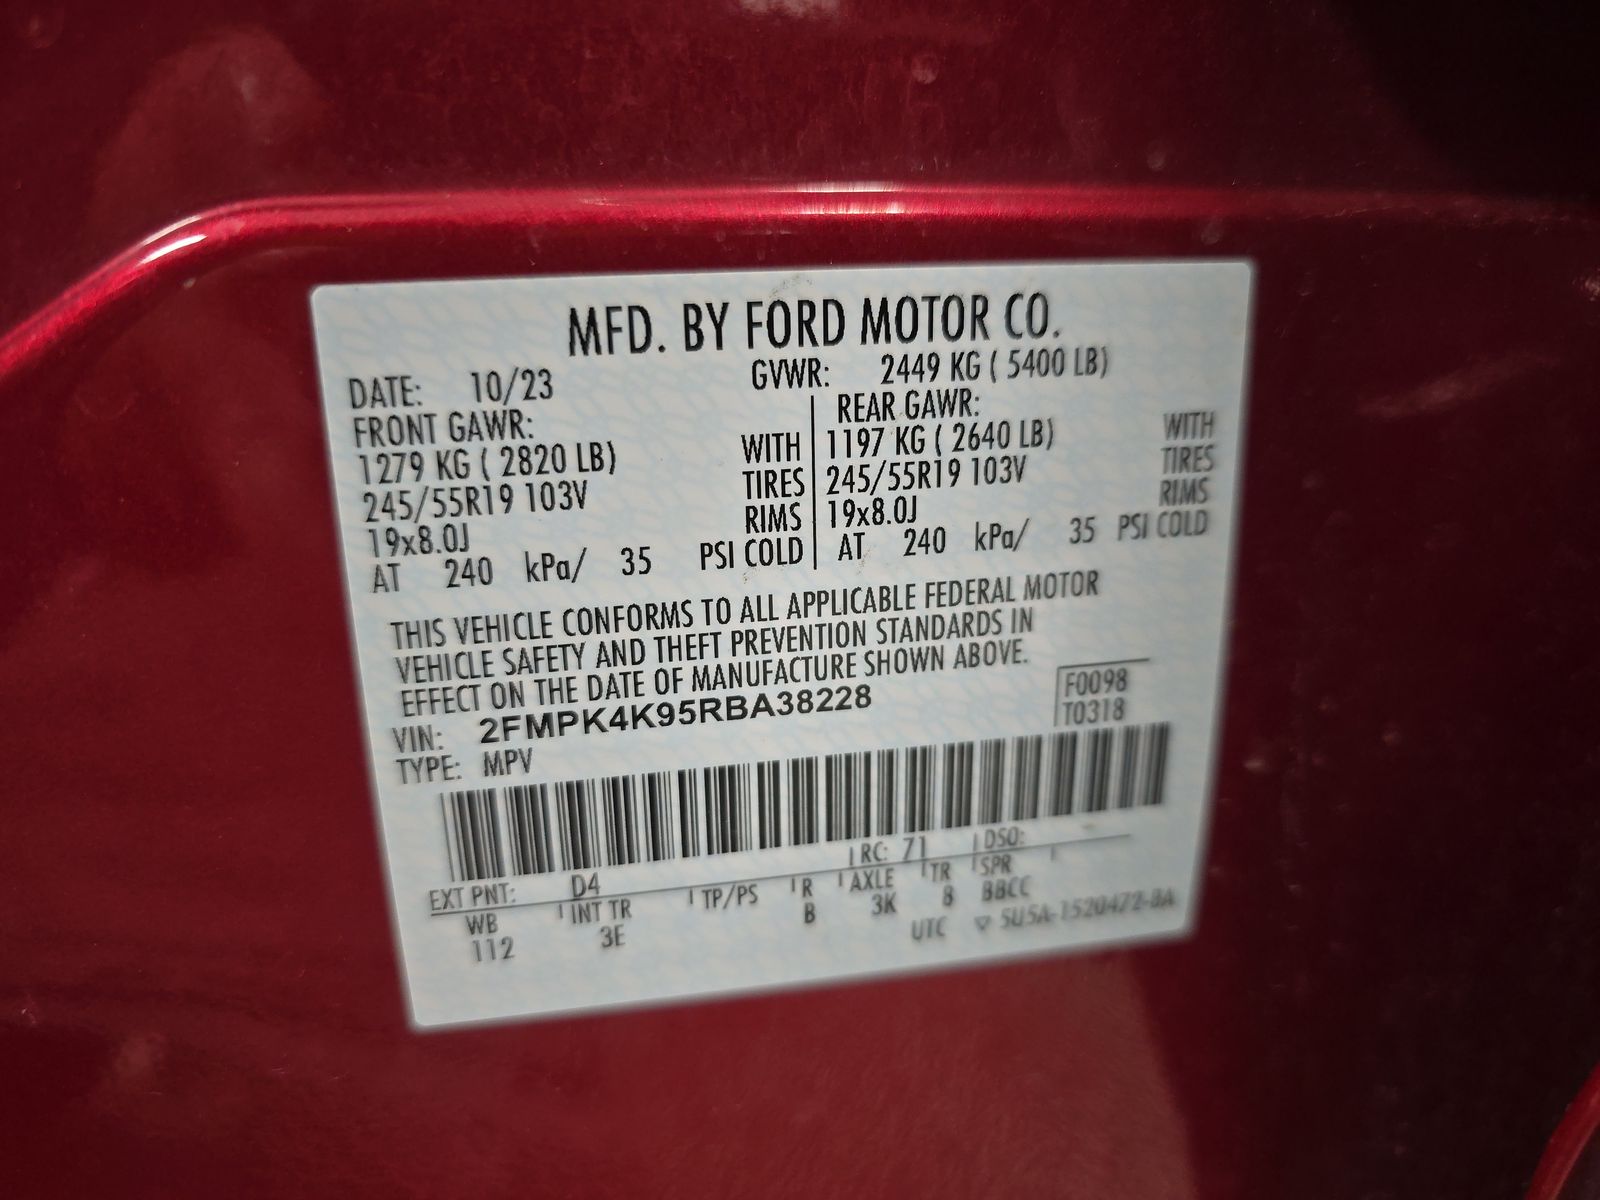 MFD. BY FORD MOTOR CO.
DATE: 10/23 GVWR: 2449 KG ( 5400 LB)
FRONT GAWR: REAR GAWR:
1279 KG ( 2820 LB) WITH 1197 KG ( 2640 LB) WITH
245/55R19 103V TIRES 245/55R19 103V TIRES
19x8.0J RIMS 19x8.0J RIMS
AT 240 kPa/ 35 PSI COLD AT 240 kPa/ 35 PSI COLD
THIS VEHICLE CONFORMS TO ALL APPLICABLE FEDERAL MOTOR
VEHICLE SAFETY AND THEFT PREVENTION STANDARDS IN
EFFECT ON THE DATE OF MANUFACTURE SHOWN ABOVE.
VIN: 2FMPK4K95RBA38228 F0098
TYPE: MPV T0318
EXT PNT: D4 RC: 71 DSO:
WB INT TR TP/PS R AXLE TR SPR
112 3E B 3K 8 BBCC
UTC ▽ 5U5A-1520472-BA